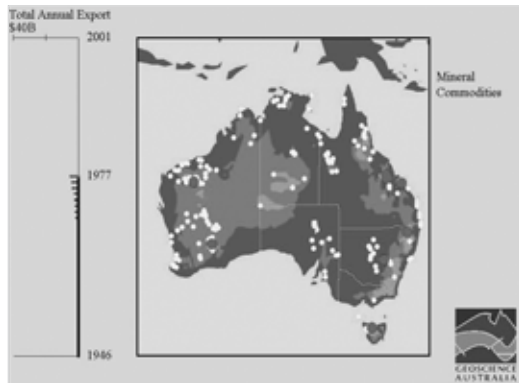 Total Annual Export
$40B
2001
Mineral
Commodities
1977
1946
GEOSCIENCE
AUSTRALIA